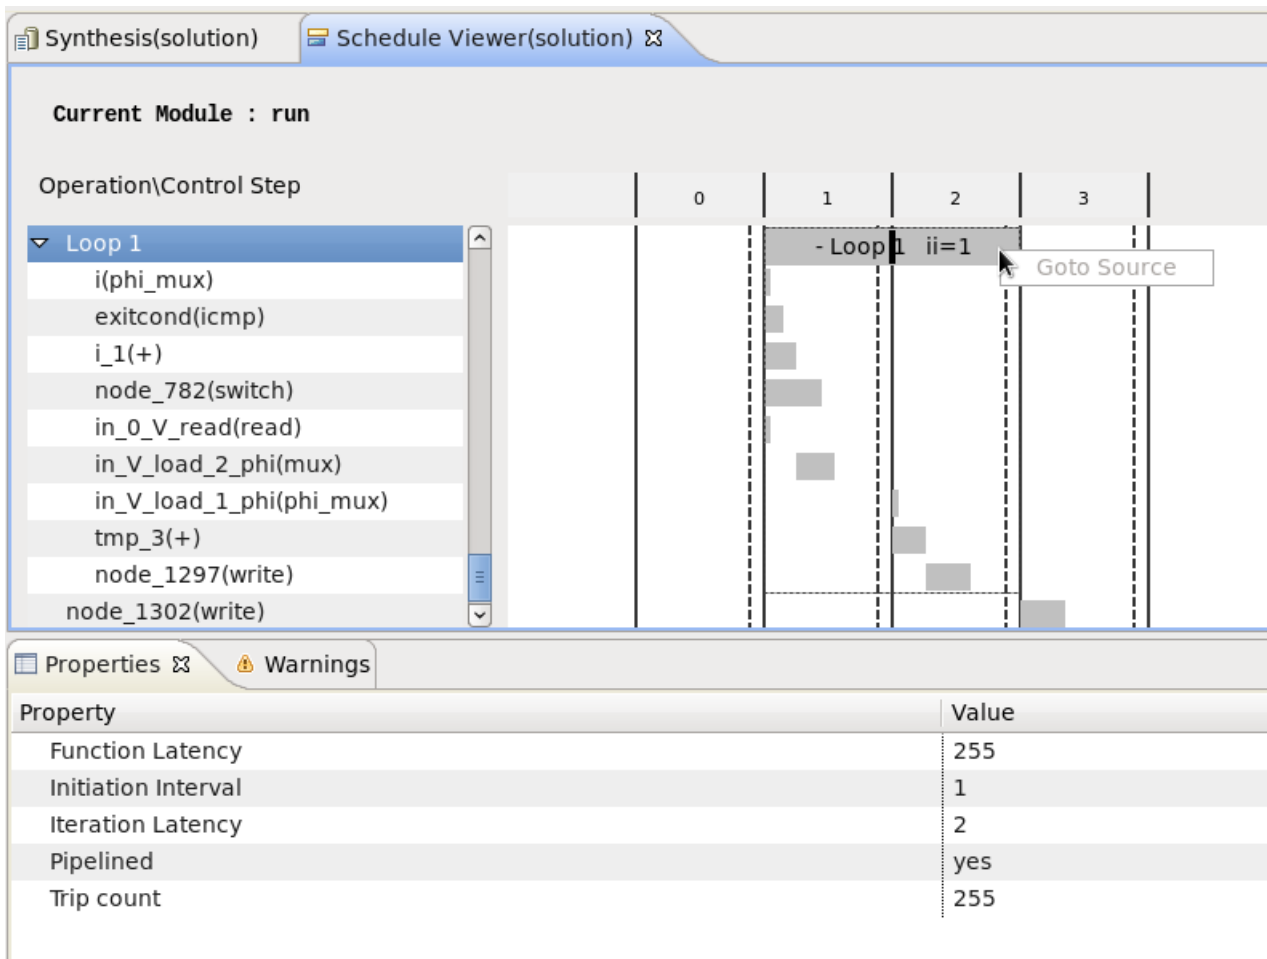 Synthesis(solution) Schedule Viewer(solution)
Current Module : run
Operation\Control Step 0 1 2 3
Loop 1 - Loop 1 ii=1
Goto Source
i(phi_mux)
exitcond(icmp)
i_1(+)
node_782(switch)
in_0_V_read(read)
in_V_load_2_phi(mux)
in_V_load_1_phi(phi_mux)
tmp_3(+)
node_1297(write)
node_1302(write)
Properties Warnings
Property Value
Function Latency 255
Initiation Interval 1
Iteration Latency 2
Pipelined yes
Trip count 255